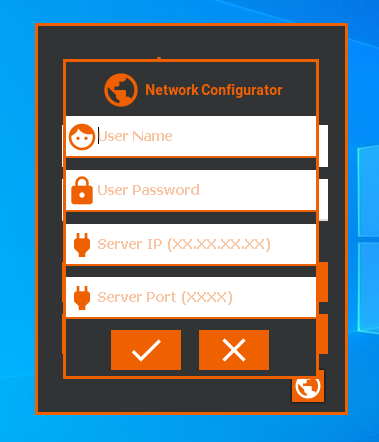 Network Configurator
User Name
User Password
Server IP (XX.XX.XX.XX)
Server Port (XXXX)